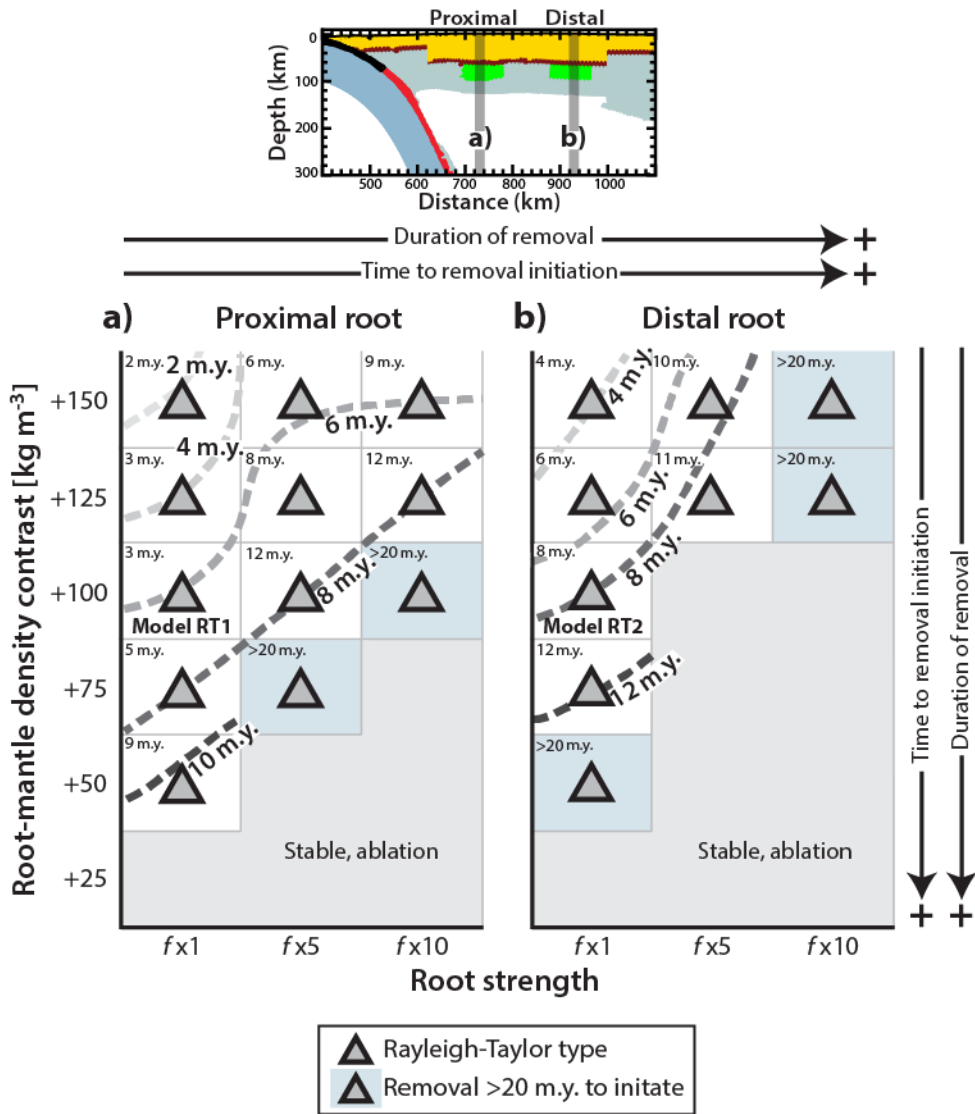 Proximal Distal
0
100
200
300
Depth (km)
a) b)
500 600 700 800 900 1000
Distance (km)
Duration of removal +
Time to removal initiation +
a) Proximal root
b) Distal root
Root-mantle density contrast [kg m⁻³]
+150
+125
+100
+75
+50
+25
2 m.y. 6 m.y. 9 m.y.
2 m.y.
6 m.y.
4 m.y.
3 m.y. 8 m.y. 12 m.y.
3 m.y. 12 m.y. >20 m.y.
8 m.y.
Model RT1
5 m.y. >20 m.y.
9 m.y.
10 m.y.
Stable, ablation
4 m.y. 10 m.y. >20 m.y.
4 m.y.
6 m.y. 11 m.y. >20 m.y.
6 m.y.
8 m.y.
8 m.y.
Model RT2
12 m.y.
12 m.y.
>20 m.y.
Stable, ablation
Time to removal initiation
+
Duration of removal
+
f x1 f x5 f x10
f x1 f x5 f x10
Root strength
Rayleigh-Taylor type
Removal >20 m.y. to initate